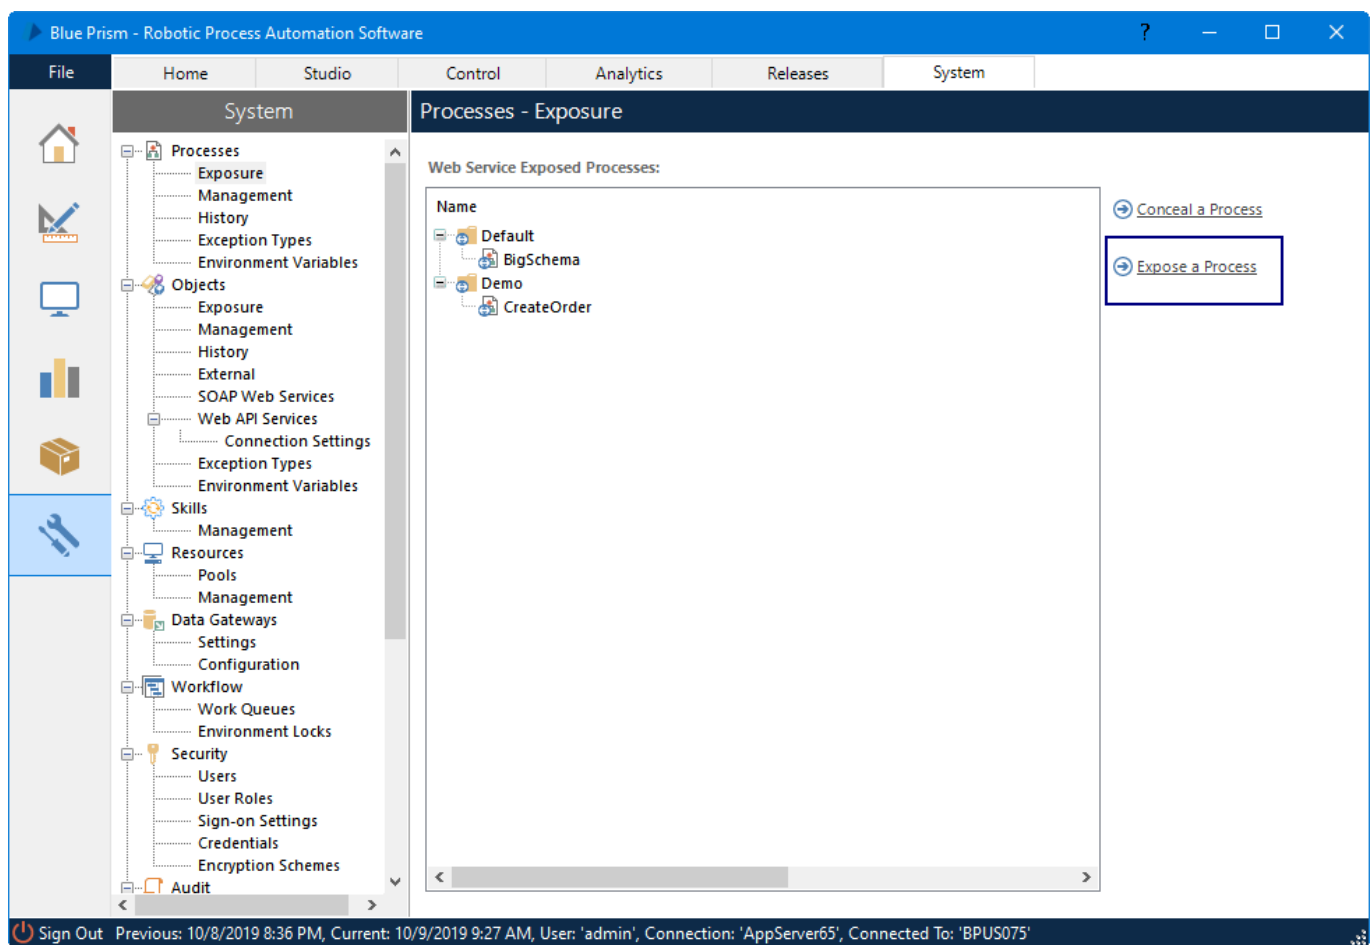 Blue Prism - Robotic Process Automation Software
?
File
Home
Studio
Control
Analytics
Releases
System
System
Processes
Exposure
Management
History
Exception Types
Environment Variables
Objects
Exposure
Management
History
External
SOAP Web Services
Web API Services
Connection Settings
Exception Types
Environment Variables
Skills
Management
Resources
Pools
Management
Data Gateways
Settings
Configuration
Workflow
Work Queues
Environment Locks
Security
Users
User Roles
Sign-on Settings
Credentials
Encryption Schemes
Audit
Processes - Exposure
Web Service Exposed Processes:
Name
Default
BigSchema
Demo
CreateOrder
Conceal a Process
Expose a Process
Sign Out Previous: 10/8/2019 8:36 PM, Current: 10/9/2019 9:27 AM, User: 'admin', Connection: 'AppServer65', Connected To: 'BPUS075'